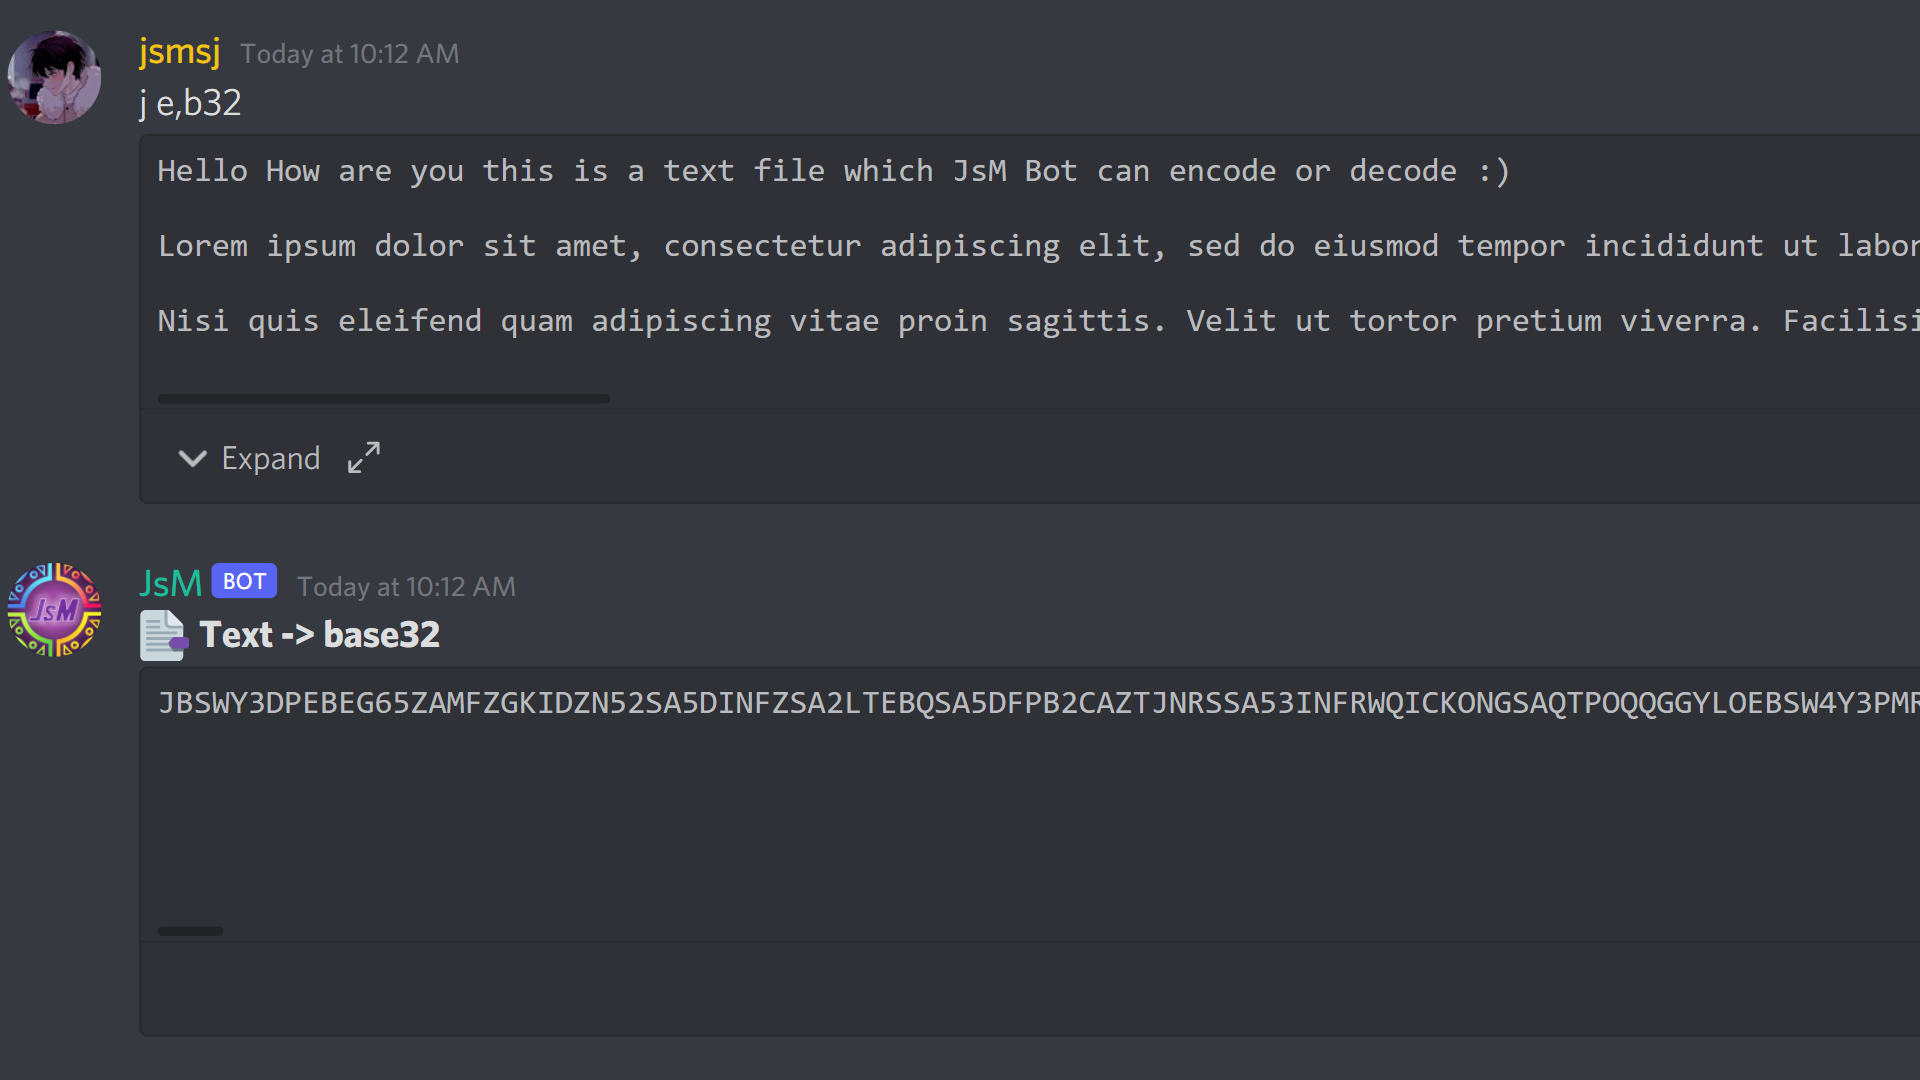 jsmsj Today at 10:12 AM
j e,b32
Hello How are you this is a text file which JsM Bot can encode or decode :)
Lorem ipsum dolor sit amet, consectetur adipiscing elit, sed do eiusmod tempor incididunt ut labor
Nisi quis eleifend quam adipiscing vitae proin sagittis. Velit ut tortor pretium viverra. Facilisi
Expand
JsM BOT Today at 10:12 AM
JsM
Text -> base32
JBSWY3DPEBEG65ZAMFZGKIDZN52SA5DINFZSA2LTEBQSA5DFPB2CAZTJNRSSA53INFRWQICKONGSAQTPOQQGGYLOEBSW4Y3PMR